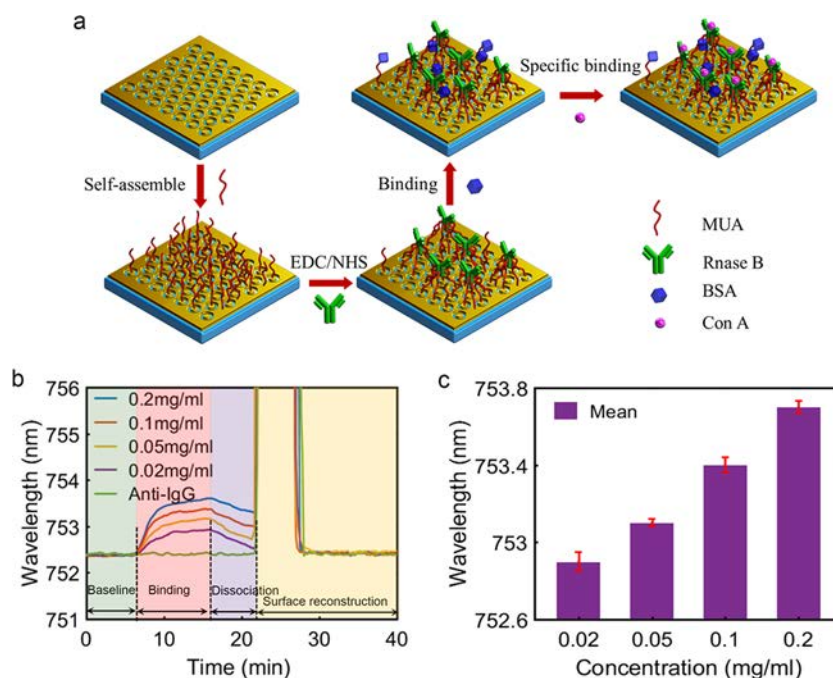 a
Self-assemble
EDC/NHS
Binding
Specific binding
MUA
Rnase B
BSA
Con A
b
756
755
754
753
752
751
Wavelength (nm)
0.2mg/ml
0.1mg/ml
0.05mg/ml
0.02mg/ml
Anti-IgG
Baseline
Binding
Dissociation
Surface reconstruction
0 10 20 30 40
Time (min)
c
753.8
753.4
753
752.6
Wavelength (nm)
Mean
0.02 0.05 0.1 0.2
Concentration (mg/ml)